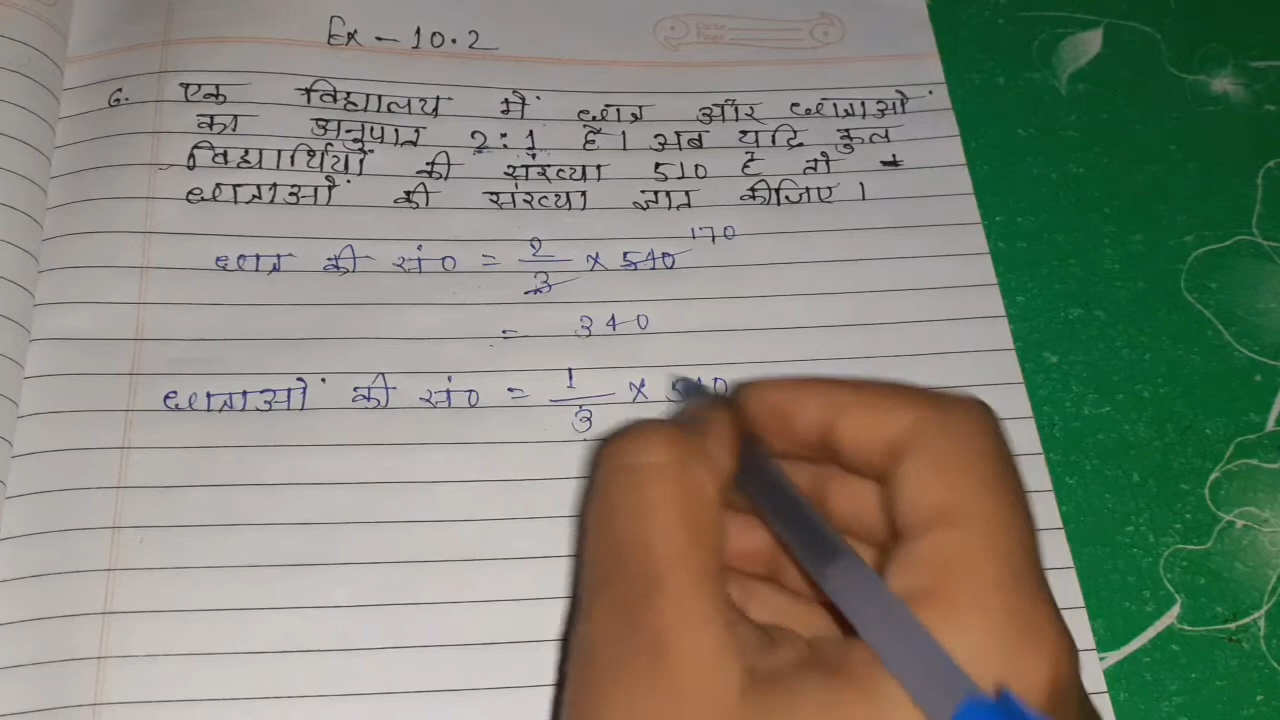 Ex - 10.2
6. एक विद्यालय में छात्र और छात्राओं
का अनुपात 2:1 है। अब यदि कुल
विद्यार्थियों की संख्या 510 है तो
छात्राओं की संख्या ज्ञात कीजिए।
छात्र की सं० = 2/3 × 510 170
= 340
छात्राओं की सं० = 1/3 × 510